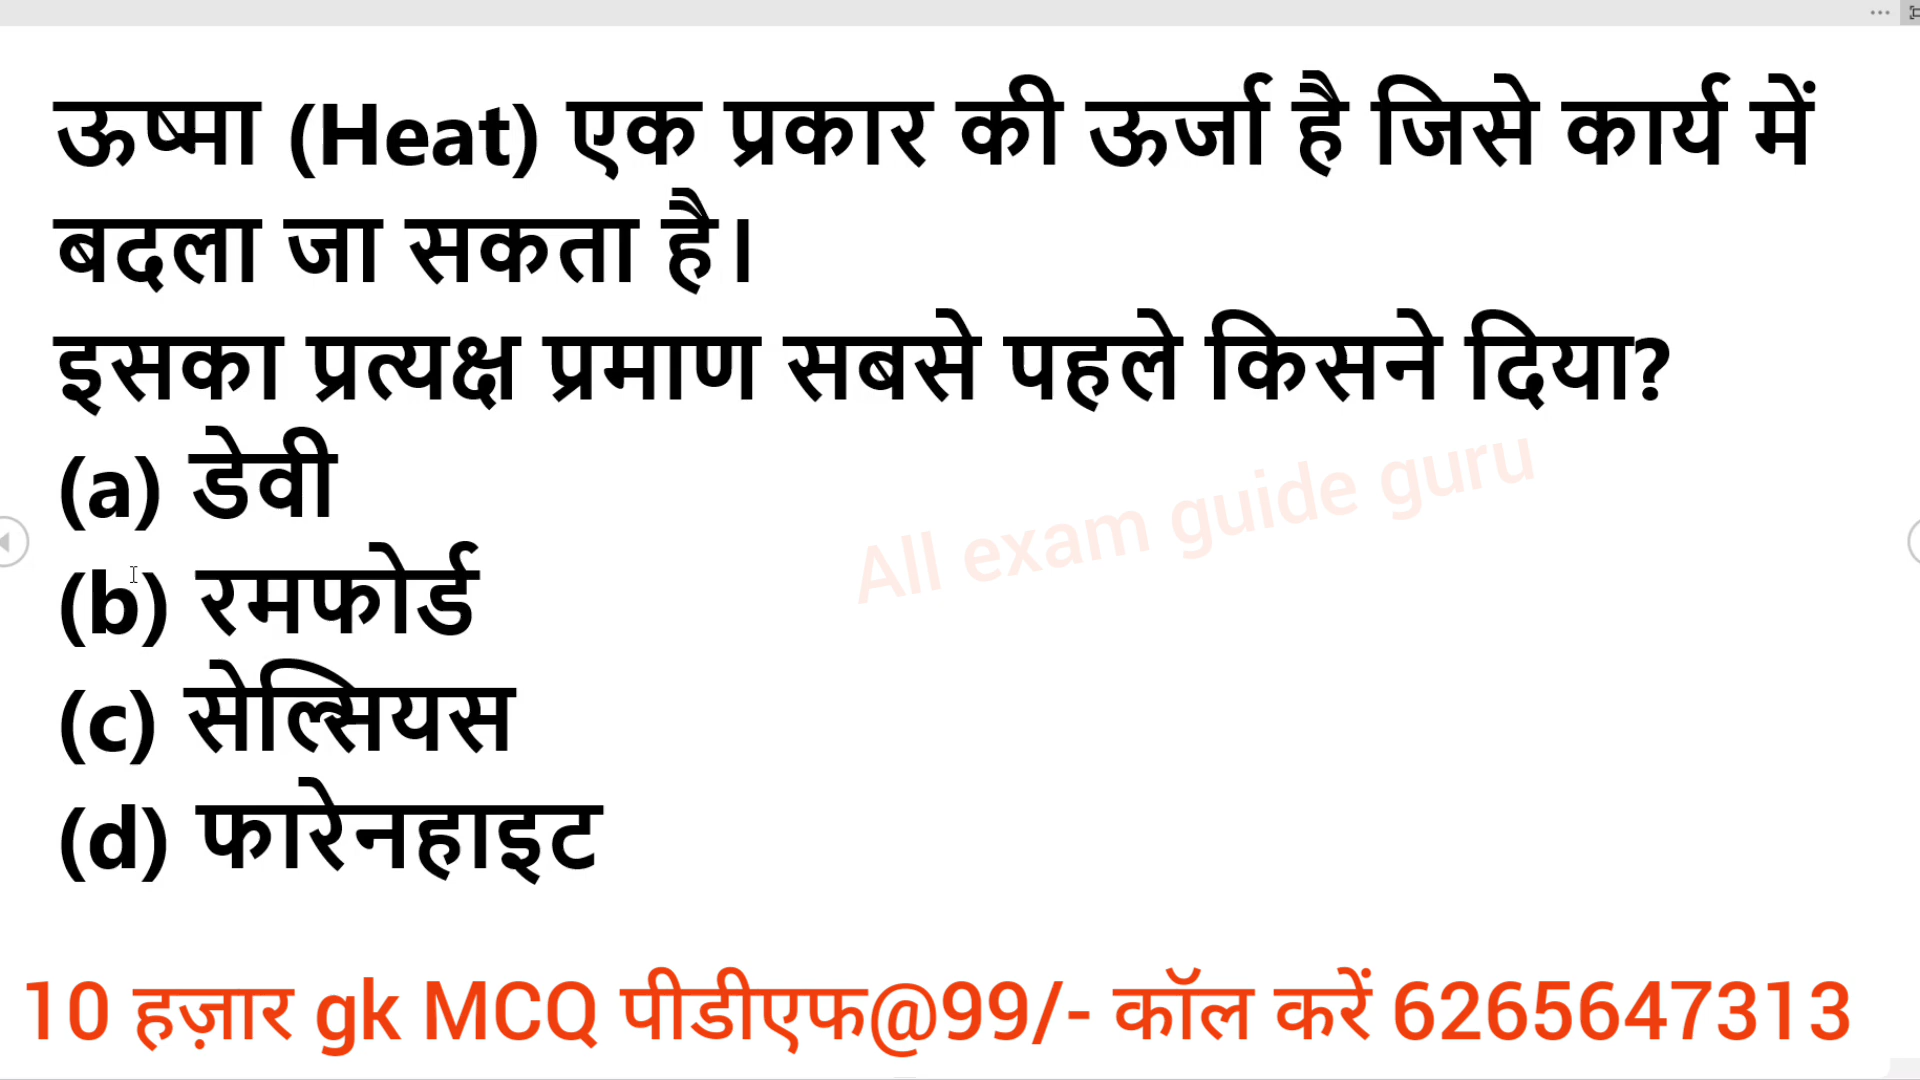 ऊष्मा (Heat) एक प्रकार की ऊर्जा है जिसे कार्य में
बदला जा सकता है।
इसका प्रत्यक्ष प्रमाण सबसे पहले किसने दिया?
(a) डेवी
(b) रमफोर्ड
(c) सेल्सियस
(d) फारेनहाइट
All exam guide guru
10 हज़ार gk MCQ पीडीएफ@99/- कॉल करें 6265647313